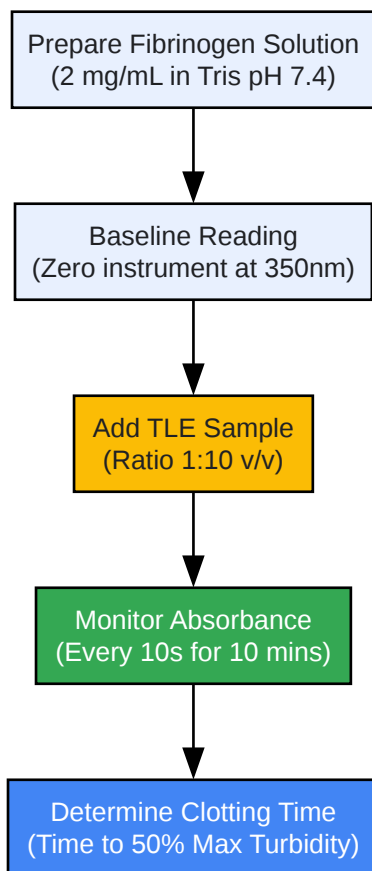 Prepare Fibrinogen Solution
(2 mg/mL in Tris pH 7.4)
Baseline Reading
(Zero instrument at 350nm)
Add TLE Sample
(Ratio 1:10 v/v)
Monitor Absorbance
(Every 10s for 10 mins)
Determine Clotting Time
(Time to 50% Max Turbidity)